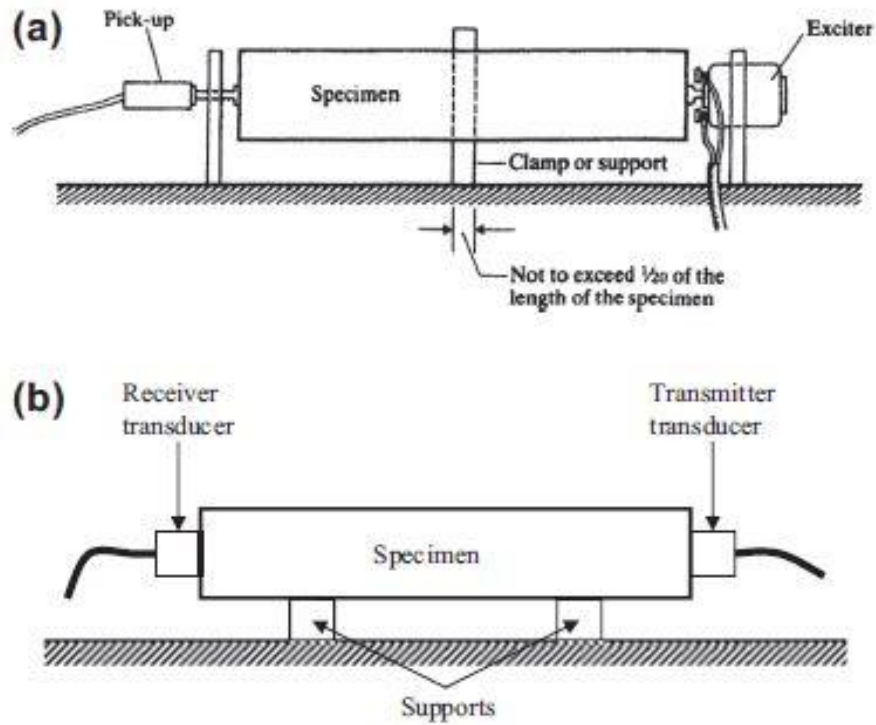 (a)
Pick-up
Exciter
Specimen
Clamp or support
Not to exceed 1/20 of the
length of the specimen
(b)
Receiver
transducer
Transmitter
transducer
Specimen
Supports